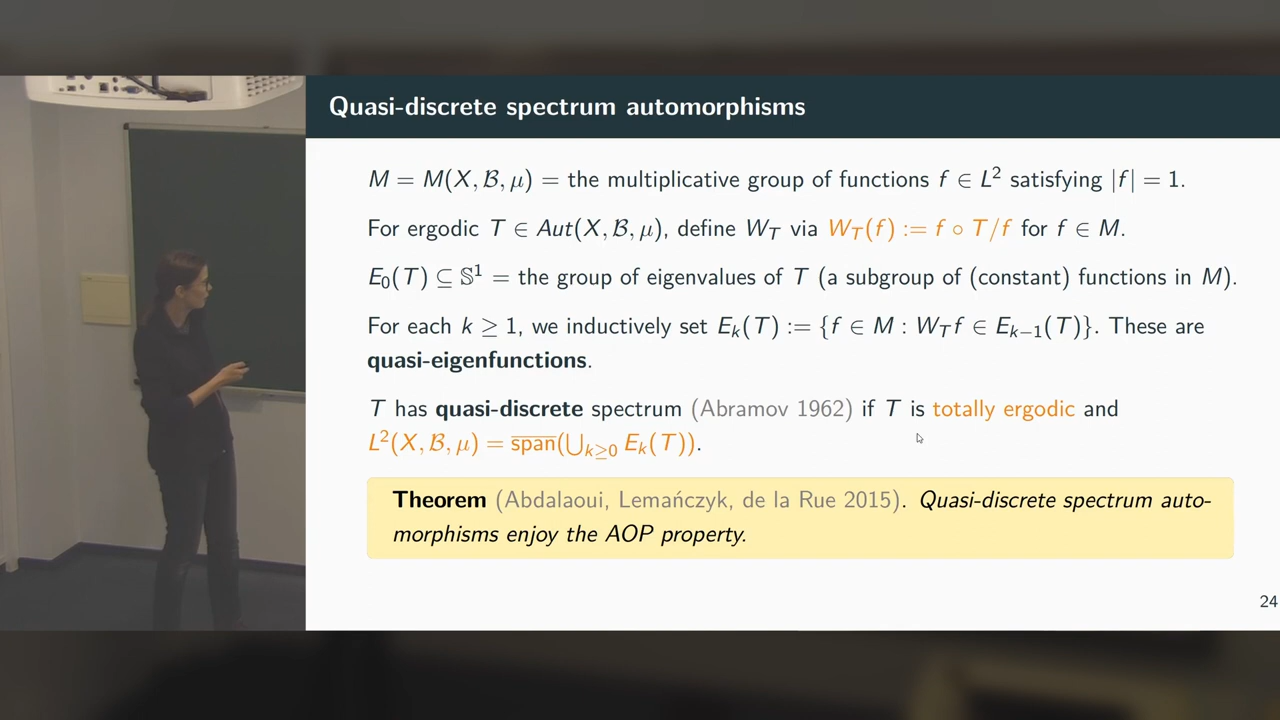 Quasi-discrete spectrum automorphisms
M = M(X, ℬ, μ) = the multiplicative group of functions f ∈ L² satisfying |f| = 1.
For ergodic T ∈ Aut(X, ℬ, μ), define W_T via W_T(f) := f ∘ T/f for f ∈ M.
E₀(T) ⊆ 𝕊¹ = the group of eigenvalues of T (a subgroup of (constant) functions in M).
For each k ≥ 1, we inductively set E_k(T) := {f ∈ M : W_T f ∈ E_{k−1}(T)}. These are
quasi-eigenfunctions.
T has quasi-discrete spectrum (Abramov 1962) if T is totally ergodic and
L²(X, ℬ, μ) = \overline{span}(⋃_{k≥0} E_k(T)).
Theorem (Abdalaoui, Lemańczyk, de la Rue 2015). Quasi-discrete spectrum auto-
morphisms enjoy the AOP property.
24